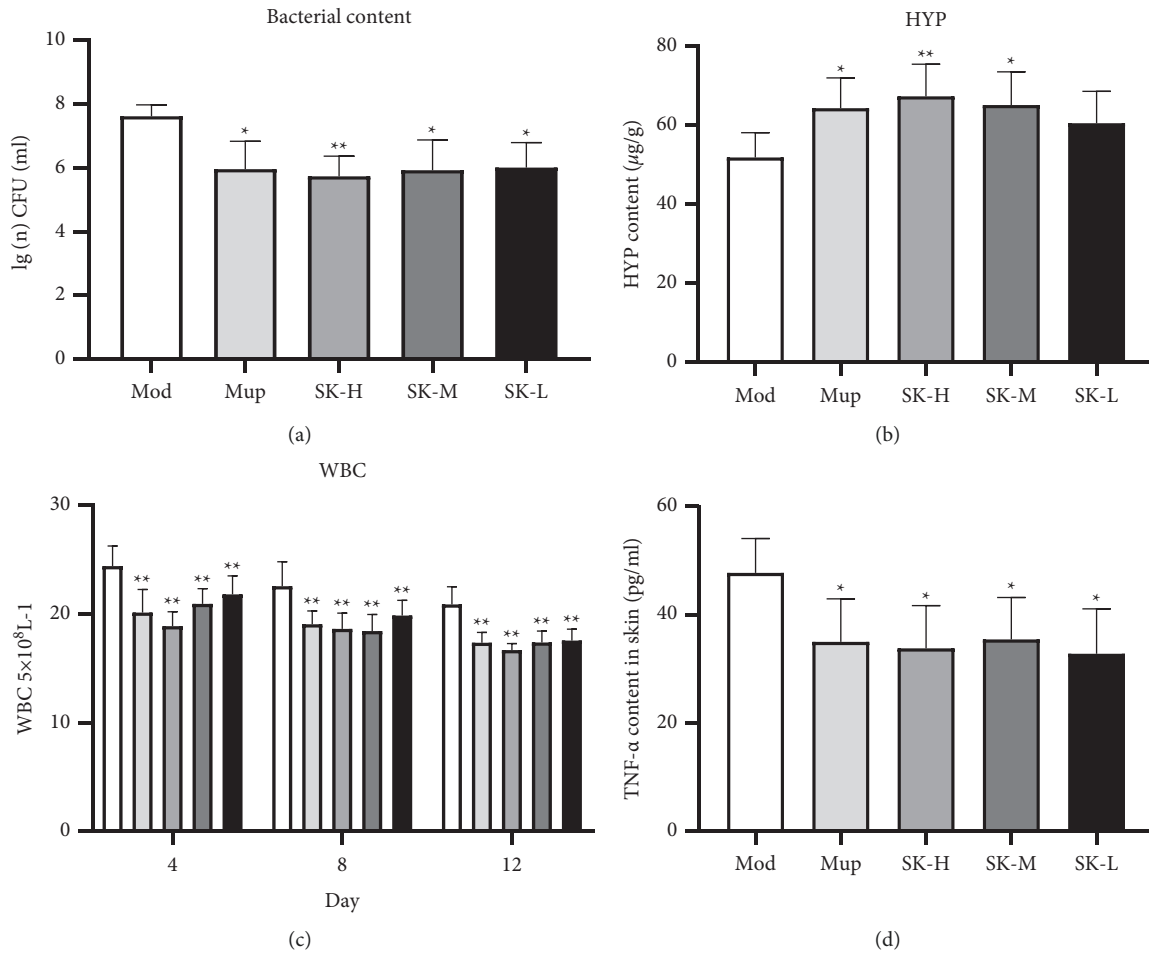 Bacterial content
10
8
6
4
2
0
lg (n) CFU (ml)
* ** * *
Mod Mup SK-H SK-M SK-L
(a)
HYP
80
60
40
20
0
HYP content (μg/g)
* ** *
Mod Mup SK-H SK-M SK-L
(b)
WBC
30
20
10
0
WBC 5×10⁸L-1
** ** ** **
** ** ** **
** ** ** **
4 8 12
Day
(c)
60
40
20
0
TNF-α content in skin (pg/ml)
* * * *
Mod Mup SK-H SK-M SK-L
(d)